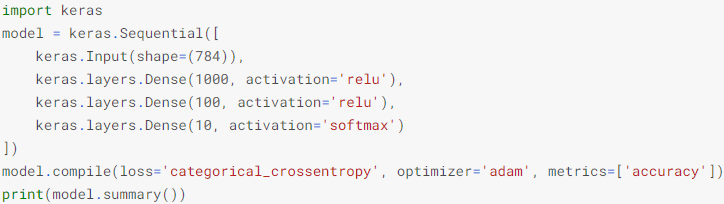 import keras
model = keras.Sequential([
    keras.Input(shape=(784)),
    keras.layers.Dense(1000, activation='relu'),
    keras.layers.Dense(100, activation='relu'),
    keras.layers.Dense(10, activation='softmax')
])
model.compile(loss='categorical_crossentropy', optimizer='adam', metrics=['accuracy'])
print(model.summary())